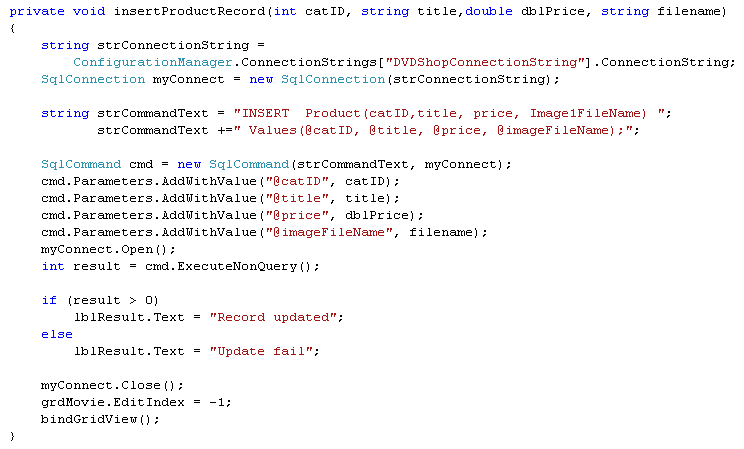 private void insertProductRecord(int catID, string title,double dblPrice, string filename)
{
string strConnectionString =
ConfigurationManager.ConnectionStrings["DVDShopConnectionString"].ConnectionString;
SqlConnection myConnect = new SqlConnection(strConnectionString);
string strCommandText = "INSERT  Product(catID,title, price, Image1FileName) ";
strCommandText +=" Values(@catID, @title, @price, @imageFileName);";
SqlCommand cmd = new SqlCommand(strCommandText, myConnect);
cmd.Parameters.AddWithValue("@catID", catID);
cmd.Parameters.AddWithValue("@title", title);
cmd.Parameters.AddWithValue("@price", dblPrice);
cmd.Parameters.AddWithValue("@imageFileName", filename);
myConnect.Open();
int result = cmd.ExecuteNonQuery();
if (result > 0)
lblResult.Text = "Record updated";
else
lblResult.Text = "Update fail";
myConnect.Close();
grdMovie.EditIndex = -1;
bindGridView();
}